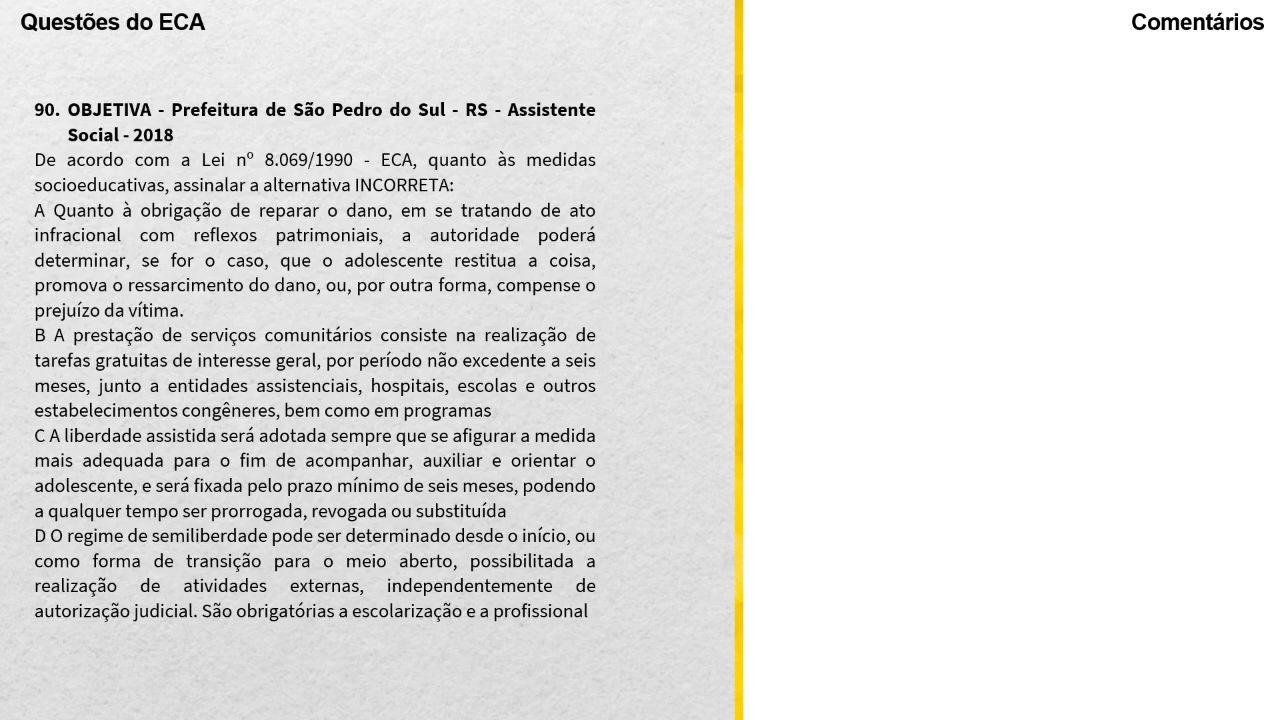 Questões do ECA
Comentários
90. OBJETIVA - Prefeitura de São Pedro do Sul - RS - Assistente
Social - 2018
De acordo com a Lei nº 8.069/1990 - ECA, quanto às medidas
socioeducativas, assinalar a alternativa INCORRETA:
A Quanto à obrigação de reparar o dano, em se tratando de ato
infracional com reflexos patrimoniais, a autoridade poderá
determinar, se for o caso, que o adolescente restitua a coisa,
promova o ressarcimento do dano, ou, por outra forma, compense o
prejuízo da vítima.
B A prestação de serviços comunitários consiste na realização de
tarefas gratuitas de interesse geral, por período não excedente a seis
meses, junto a entidades assistenciais, hospitais, escolas e outros
estabelecimentos congêneres, bem como em programas
C A liberdade assistida será adotada sempre que se afigurar a medida
mais adequada para o fim de acompanhar, auxiliar e orientar o
adolescente, e será fixada pelo prazo mínimo de seis meses, podendo
a qualquer tempo ser prorrogada, revogada ou substituída
D O regime de semiliberdade pode ser determinado desde o início, ou
como forma de transição para o meio aberto, possibilitada a
realização de atividades externas, independentemente de
autorização judicial. São obrigatórias a escolarização e a profissional